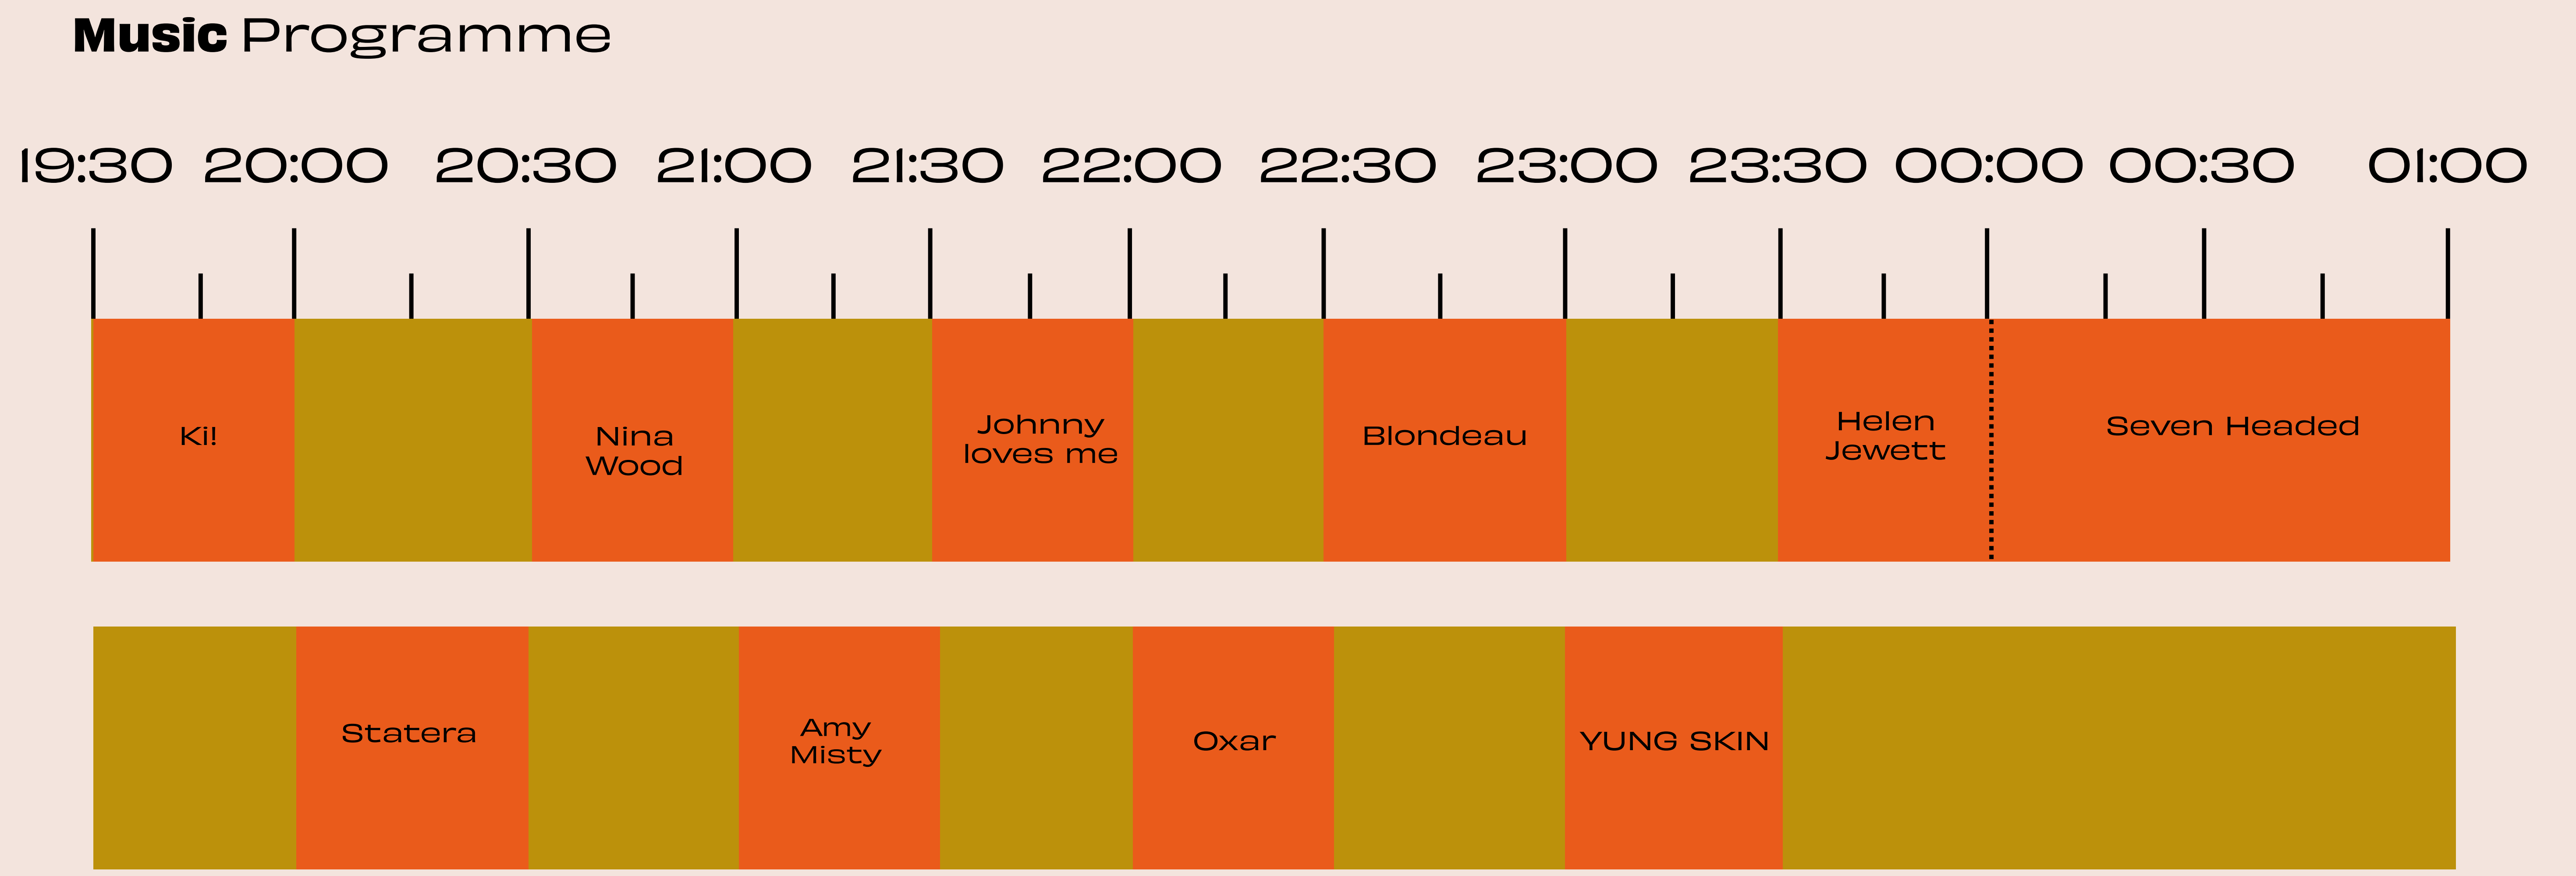 Music Programme
19:30 20:00 20:30 21:00 21:30 22:00 22:30 23:00 23:30 00:00 00:30 01:00
Ki!
Nina
Wood
Johnny
loves me
Blondeau
Helen
Jewett
Seven Headed
Statera
Amy
Misty
Oxar
YUNG SKIN